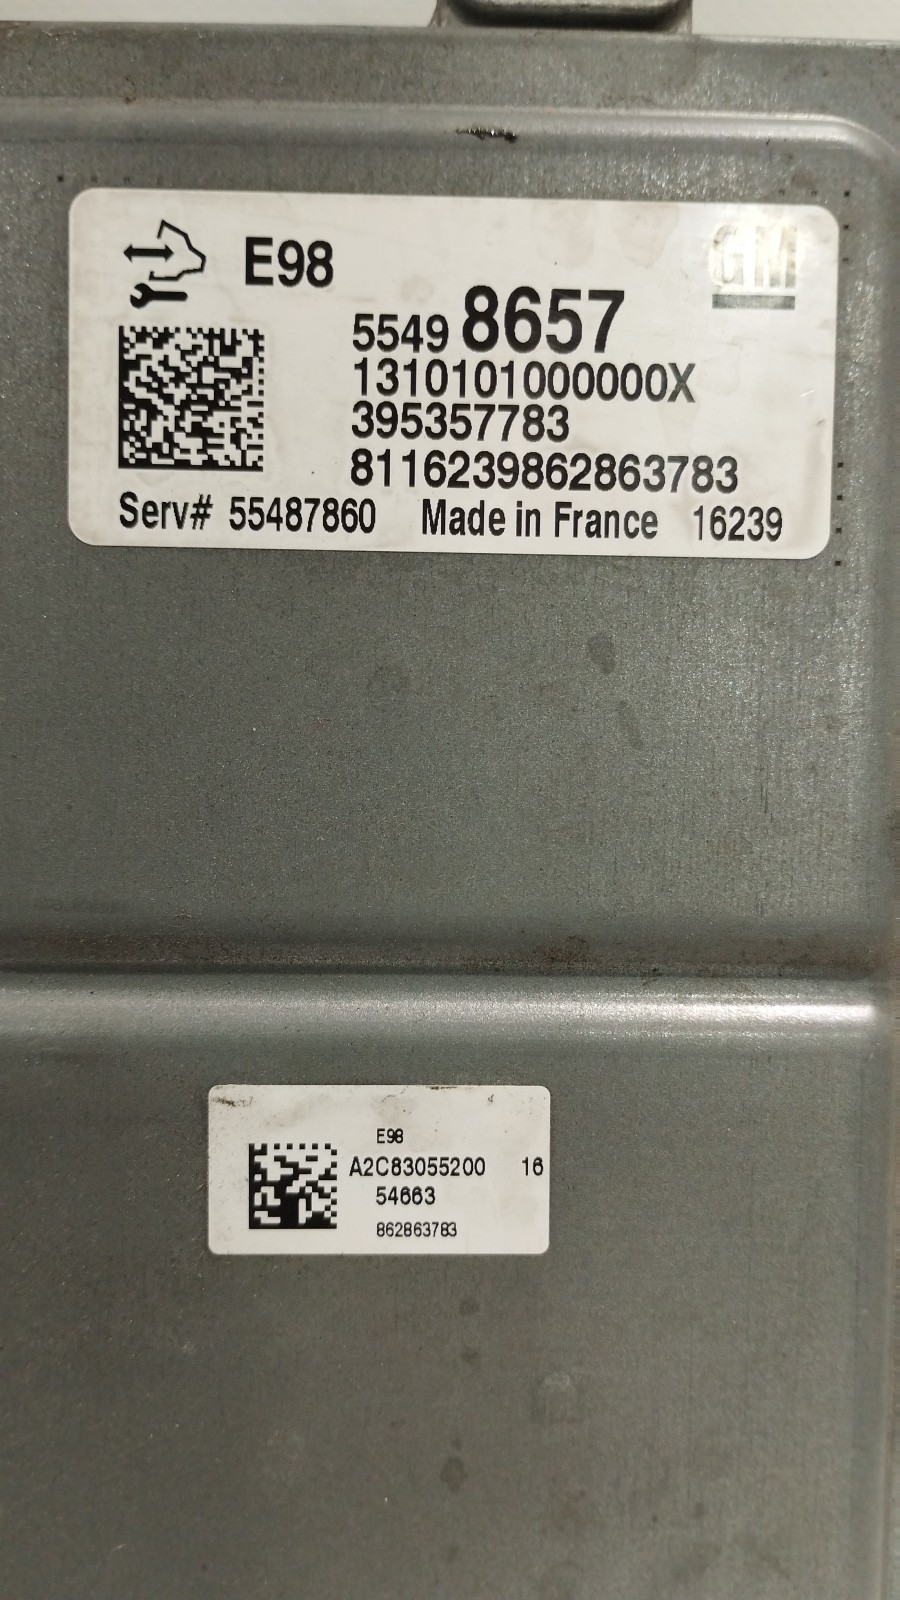 E98
GM
5549 8657
1310101000000X
395357783
8116239862863783
Serv# 55487860 Made in France 16239
E98
A2C83055200 16
54663
862863783